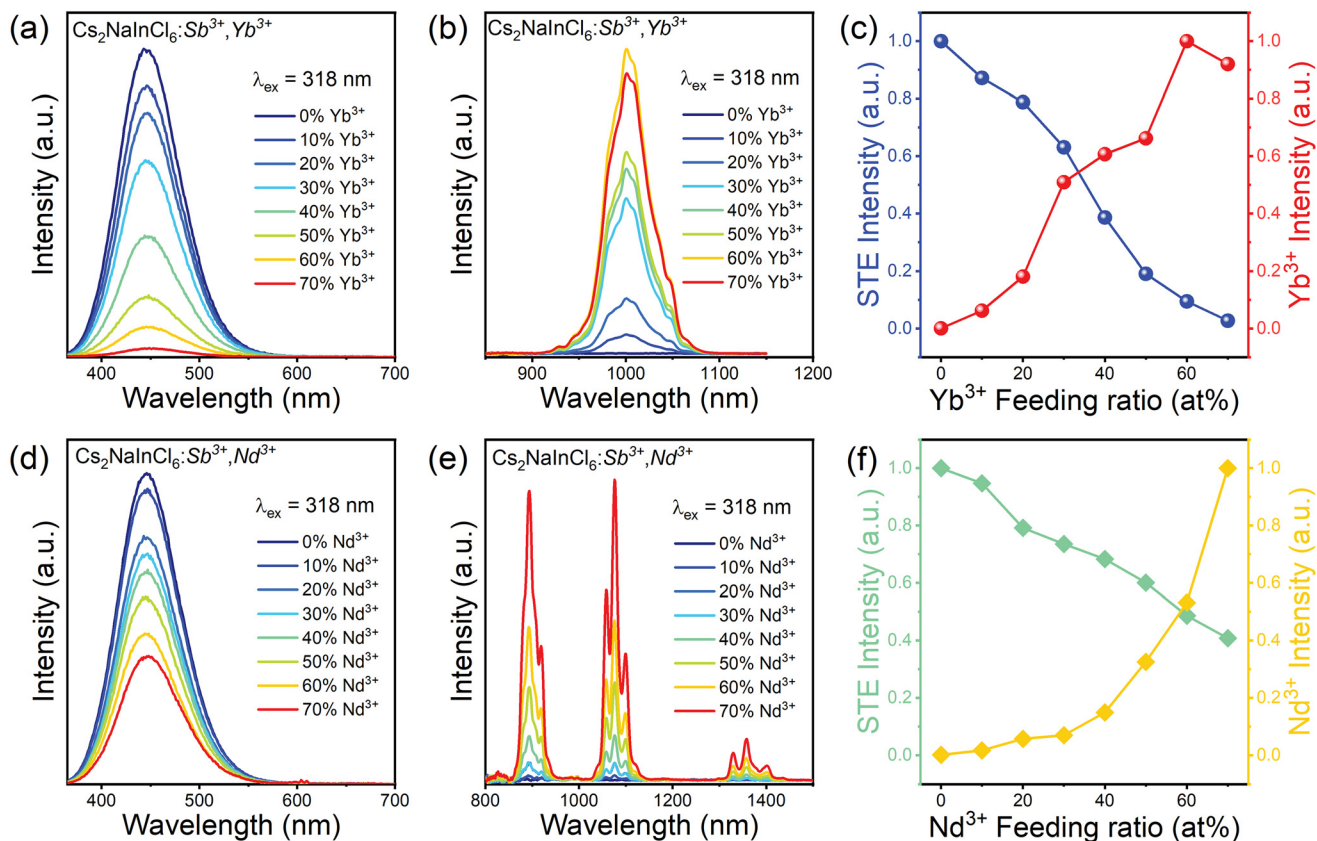 (a)
Cs₂NaInCl₆:Sb³⁺,Yb³⁺
λex = 318 nm
0% Yb³⁺
10% Yb³⁺
20% Yb³⁺
30% Yb³⁺
40% Yb³⁺
50% Yb³⁺
60% Yb³⁺
70% Yb³⁺
Intensity (a.u.)
400 500 600 700
Wavelength (nm)
(b)
Cs₂NaInCl₆:Sb³⁺,Yb³⁺
λex = 318 nm
0% Yb³⁺
10% Yb³⁺
20% Yb³⁺
30% Yb³⁺
40% Yb³⁺
50% Yb³⁺
60% Yb³⁺
70% Yb³⁺
Intensity (a.u.)
900 1000 1100 1200
Wavelength (nm)
(c)
STE Intensity (a.u.)
1.0
0.8
0.6
0.4
0.2
0.0
Yb³⁺ Intensity (a.u.)
1.0
0.8
0.6
0.4
0.2
0.0
0 20 40 60
Yb³⁺ Feeding ratio (at%)
(d)
Cs₂NaInCl₆:Sb³⁺,Nd³⁺
λex = 318 nm
0% Nd³⁺
10% Nd³⁺
20% Nd³⁺
30% Nd³⁺
40% Nd³⁺
50% Nd³⁺
60% Nd³⁺
70% Nd³⁺
Intensity (a.u.)
400 500 600 700
Wavelength (nm)
(e)
Cs₂NaInCl₆:Sb³⁺,Nd³⁺
λex = 318 nm
0% Nd³⁺
10% Nd³⁺
20% Nd³⁺
30% Nd³⁺
40% Nd³⁺
50% Nd³⁺
60% Nd³⁺
70% Nd³⁺
Intensity (a.u.)
800 1000 1200 1400
Wavelength (nm)
(f)
STE Intensity (a.u.)
1.0
0.8
0.6
0.4
0.2
0.0
Nd³⁺ Intensity (a.u.)
1.0
0.8
0.6
0.4
0.2
0.0
0 20 40 60
Nd³⁺ Feeding ratio (at%)